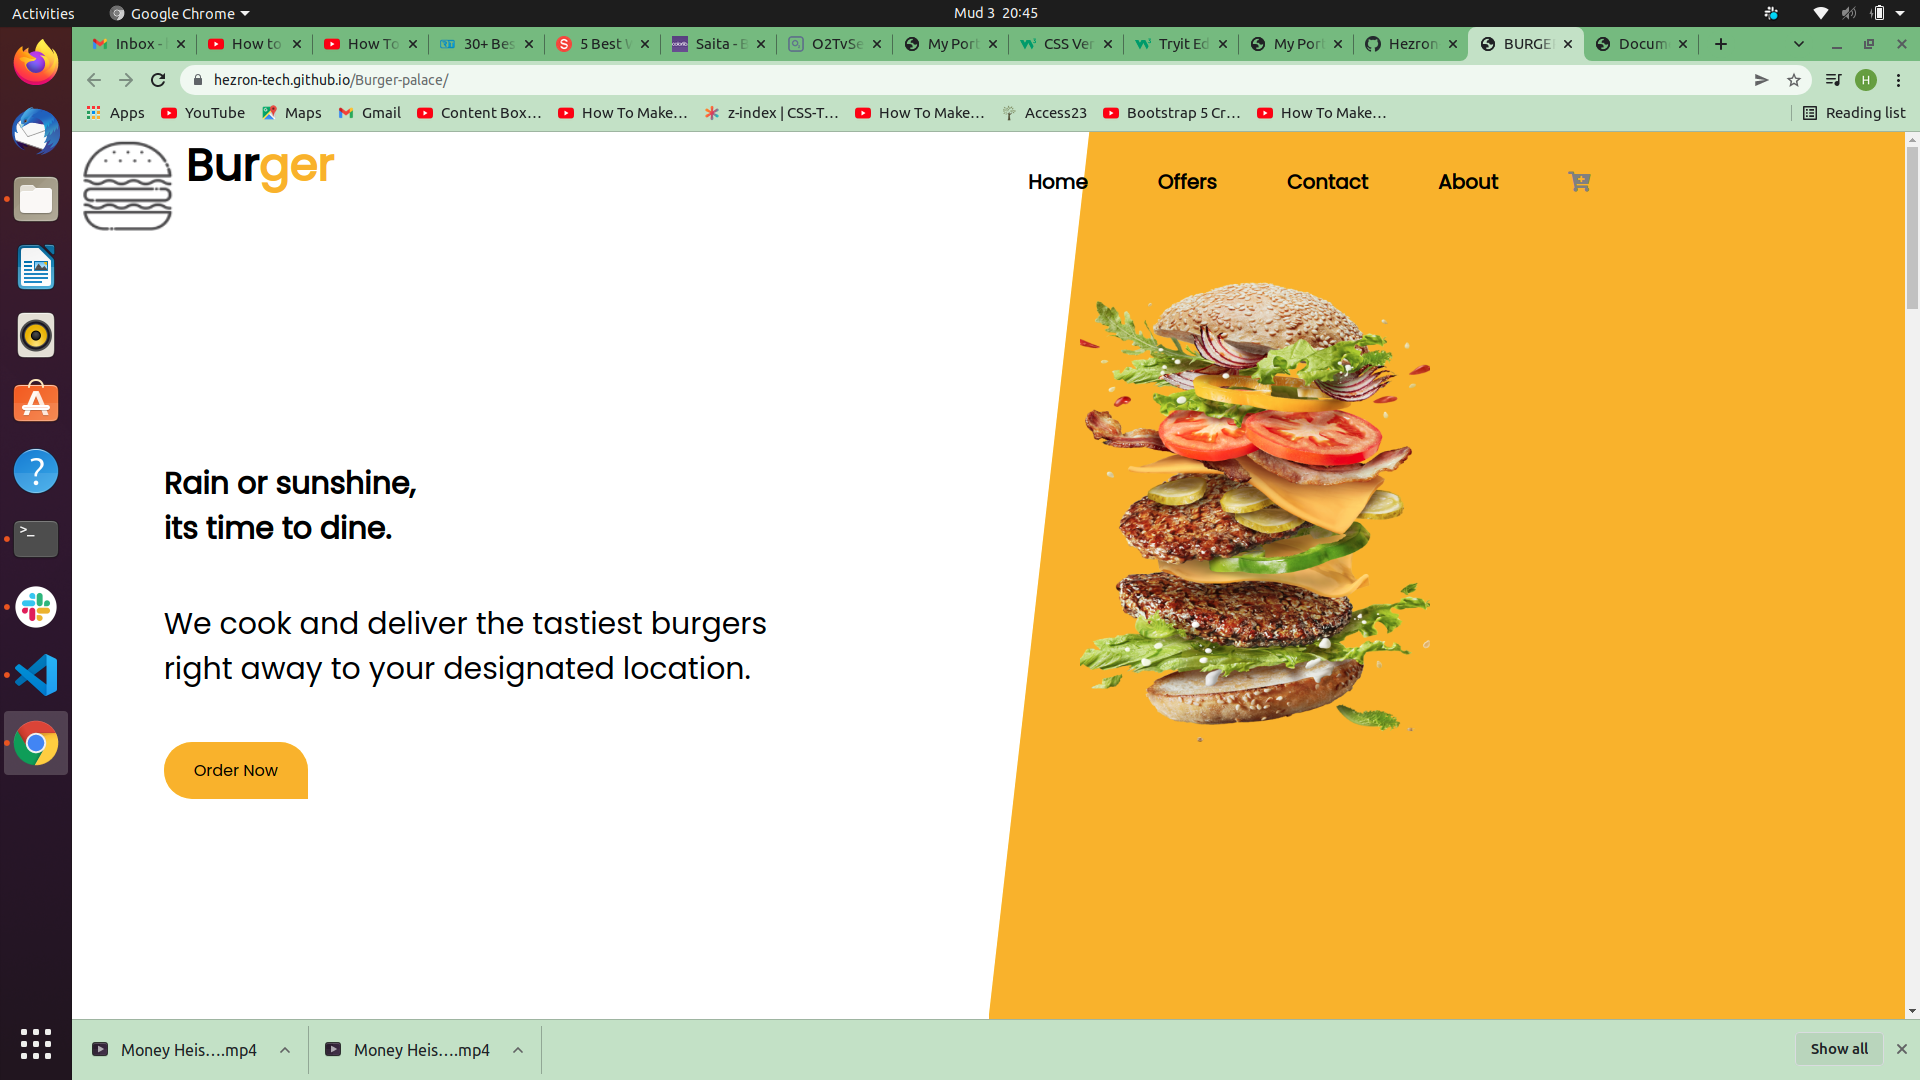 Activities
Google Chrome
Mud 3 20:45
Inbox -
How to
How To
30+ Bes
5 Best
Saita - B
O2TvSe
My Port
CSS Ver
Tryit Ed
My Port
Hezron
BURGE
Docum
hezron-tech.github.io/Burger-palace/
H
Apps
YouTube
Maps
Gmail
Content Box...
How To Make...
z-index | CSS-T...
How To Make...
Access23
Bootstrap 5 Cr...
How To Make...
Reading list
Burger
Home
Offers
Contact
About
Rain or sunshine,
its time to dine.
We cook and deliver the tastiest burgers
right away to your designated location.
Order Now
Money Heis....mp4
Money Heis....mp4
Show all